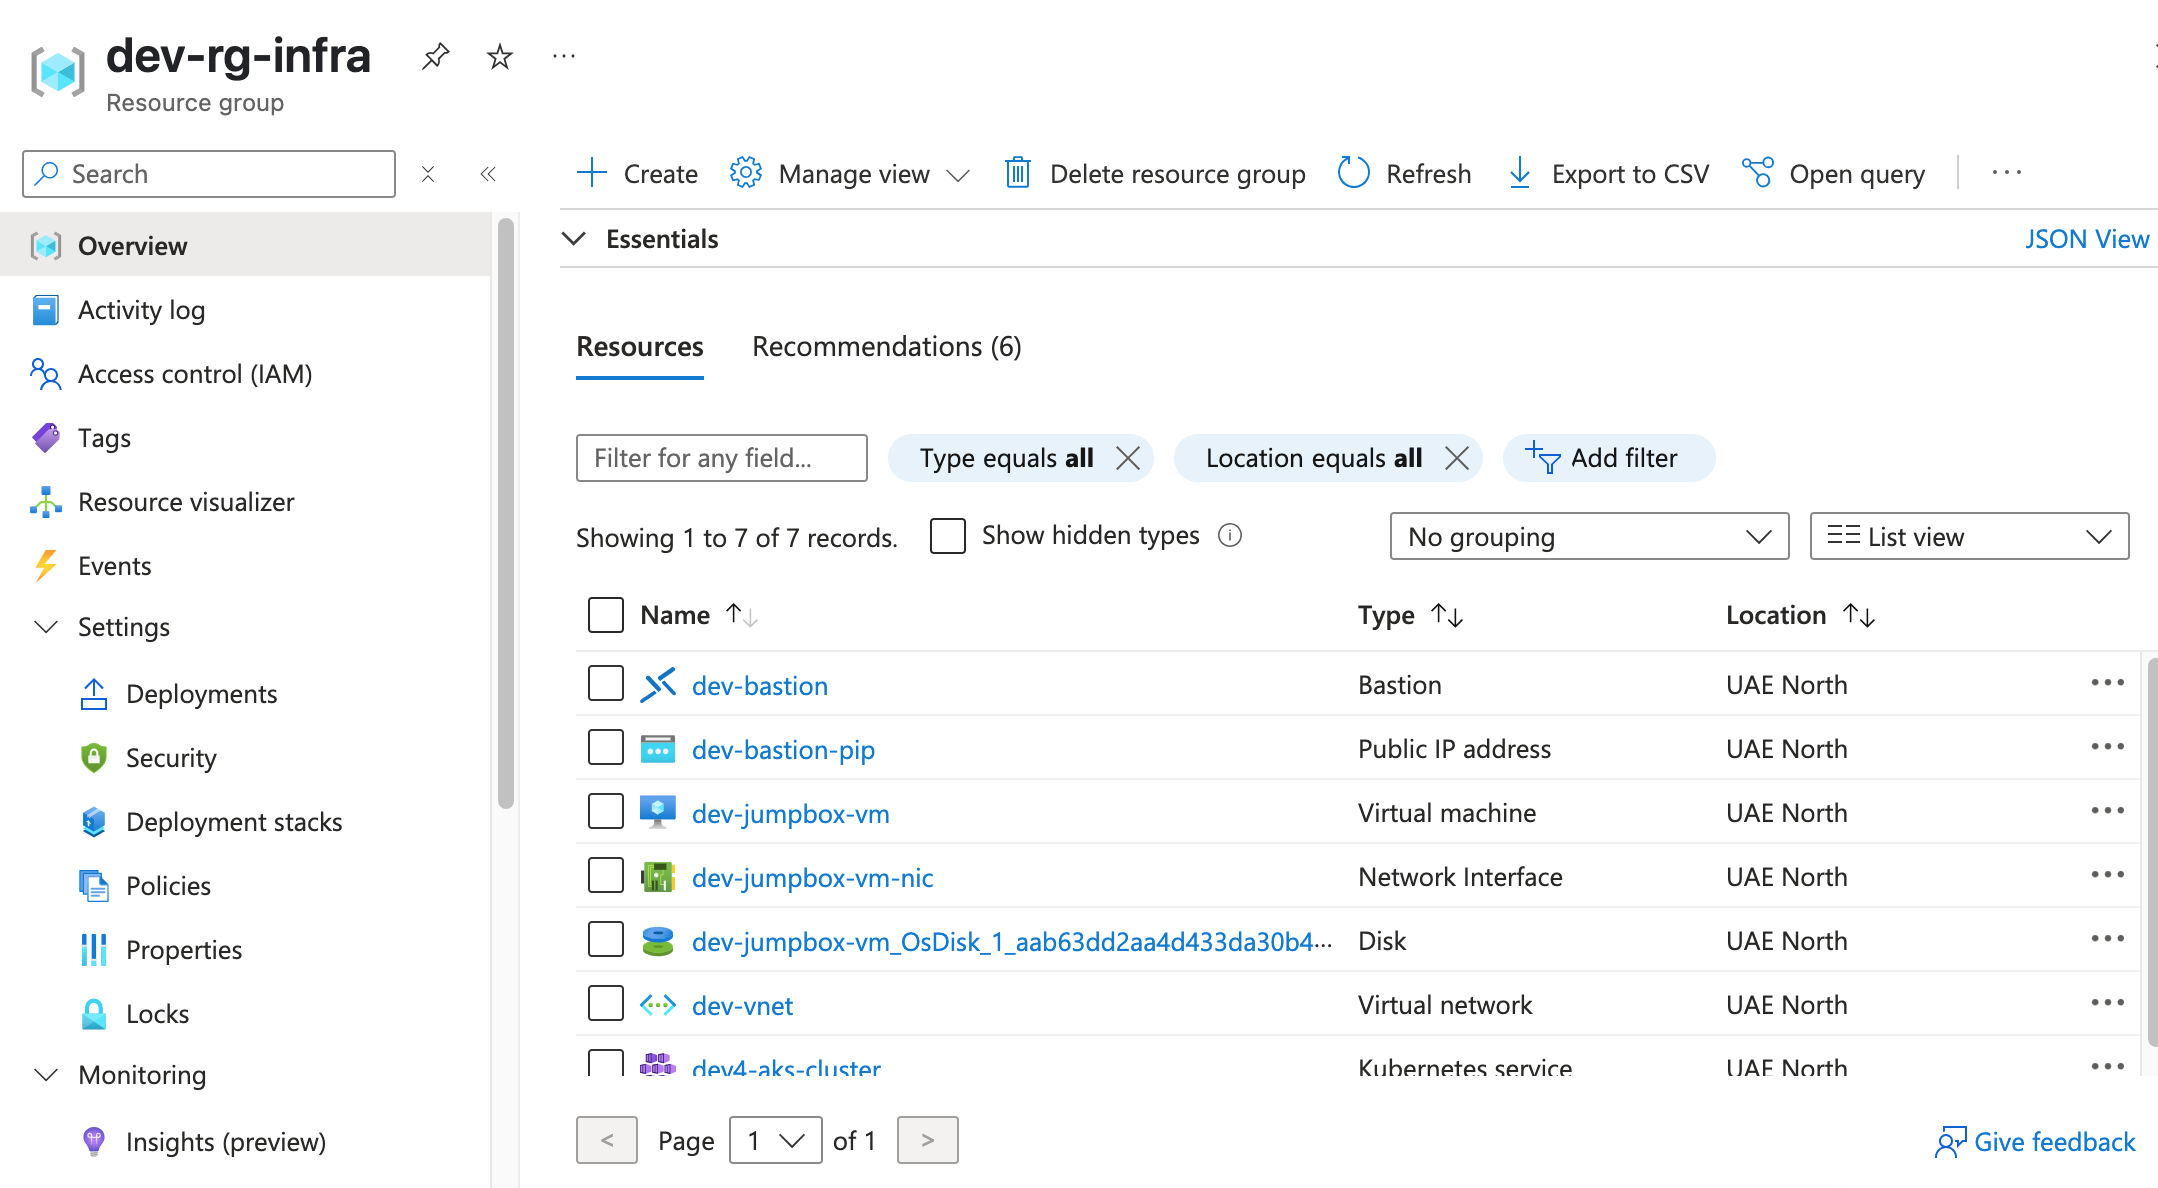 dev-rg-infra
Resource group
Search
Overview
Activity log
Access control (IAM)
Tags
Resource visualizer
Events
Settings
Deployments
Security
Deployment stacks
Policies
Properties
Locks
Monitoring
Insights (preview)
Create Manage view Delete resource group Refresh Export to CSV Open query
Essentials JSON View
Resources Recommendations (6)
Filter for any field... Type equals all Location equals all Add filter
Showing 1 to 7 of 7 records. Show hidden types No grouping List view
Name Type Location
dev-bastion Bastion UAE North
dev-bastion-pip Public IP address UAE North
dev-jumpbox-vm Virtual machine UAE North
dev-jumpbox-vm-nic Network Interface UAE North
dev-jumpbox-vm_OsDisk_1_aab63dd2aa4d433da30b4... Disk UAE North
dev-vnet Virtual network UAE North
dev4-aks-cluster Kubernetes service UAE North
< Page 1 of 1 >
Give feedback